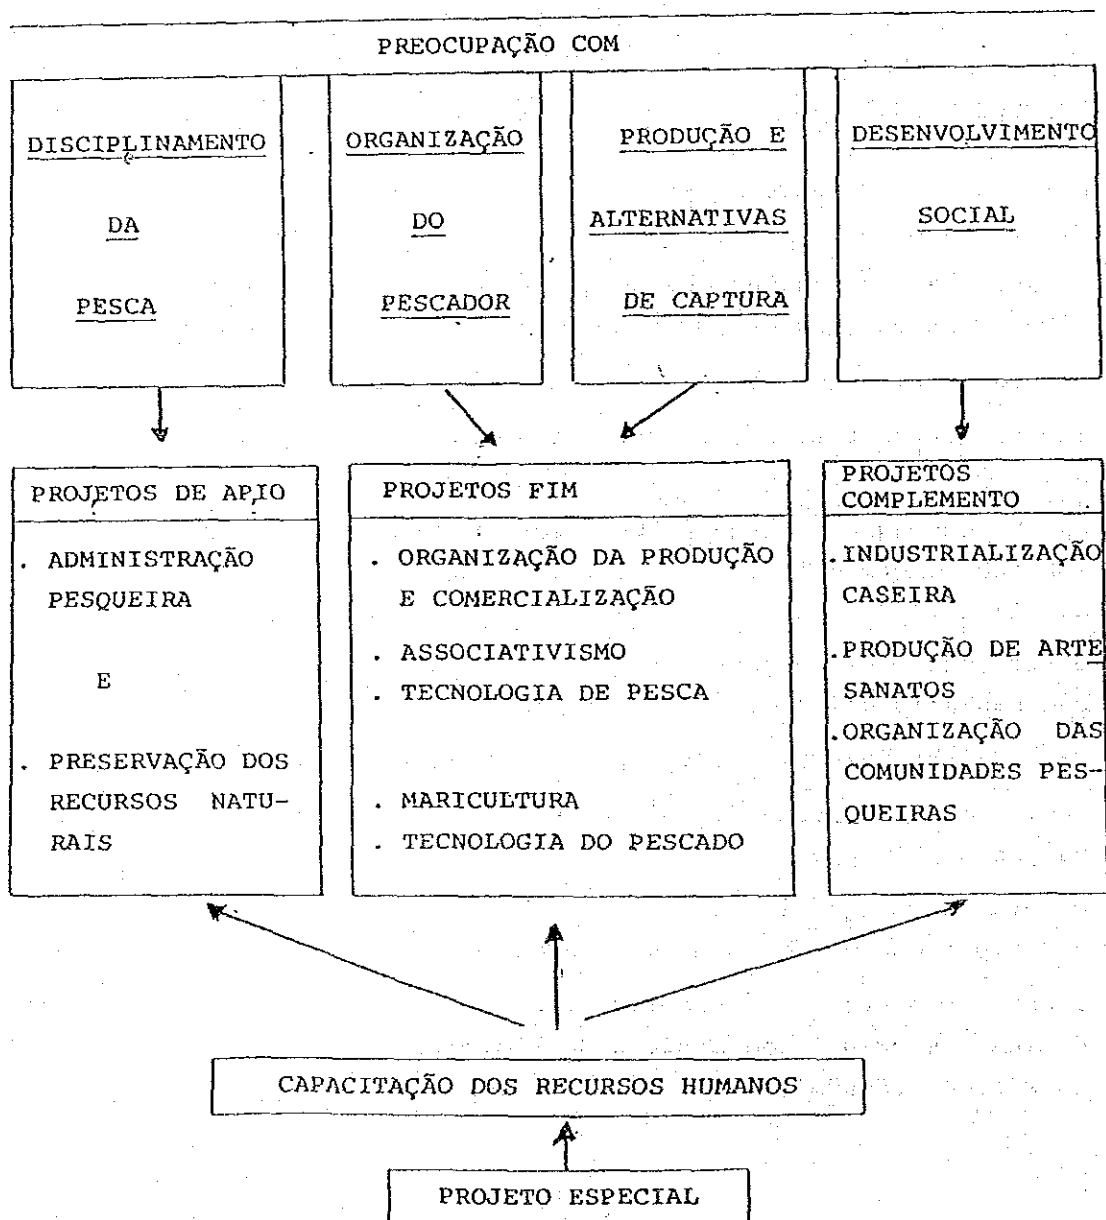 PREOCUPAÇÃO COM
DISCIPLINAMENTO
DA
PESCA
ORGANIZAÇÃO
DO
PESCADOR
PRODUÇÃO E
ALTERNATIVAS
DE CAPTURA
DESENVOLVIMENTO
SOCIAL
PROJETOS DE APIO
. ADMINISTRAÇÃO
PESQUEIRA
E
. PRESERVAÇÃO DOS
RECURSOS NATU-
RAIS
PROJETOS FIM
. ORGANIZAÇÃO DA PRODUÇÃO
E COMERCIALIZAÇÃO
. ASSOCIATIVISMO
. TECNOLOGIA DE PESCA
. MARICULTURA
. TECNOLOGIA DO PESCADO
PROJETOS
COMPLEMENTO
.INDUSTRIALIZAÇÃO
CASEIRA
.PRODUÇÃO DE ARTE
SANATOS
.ORGANIZAÇÃO DAS
COMUNIDADES PES-
QUEIRAS
CAPACITAÇÃO DOS RECURSOS HUMANOS
PROJETO ESPECIAL